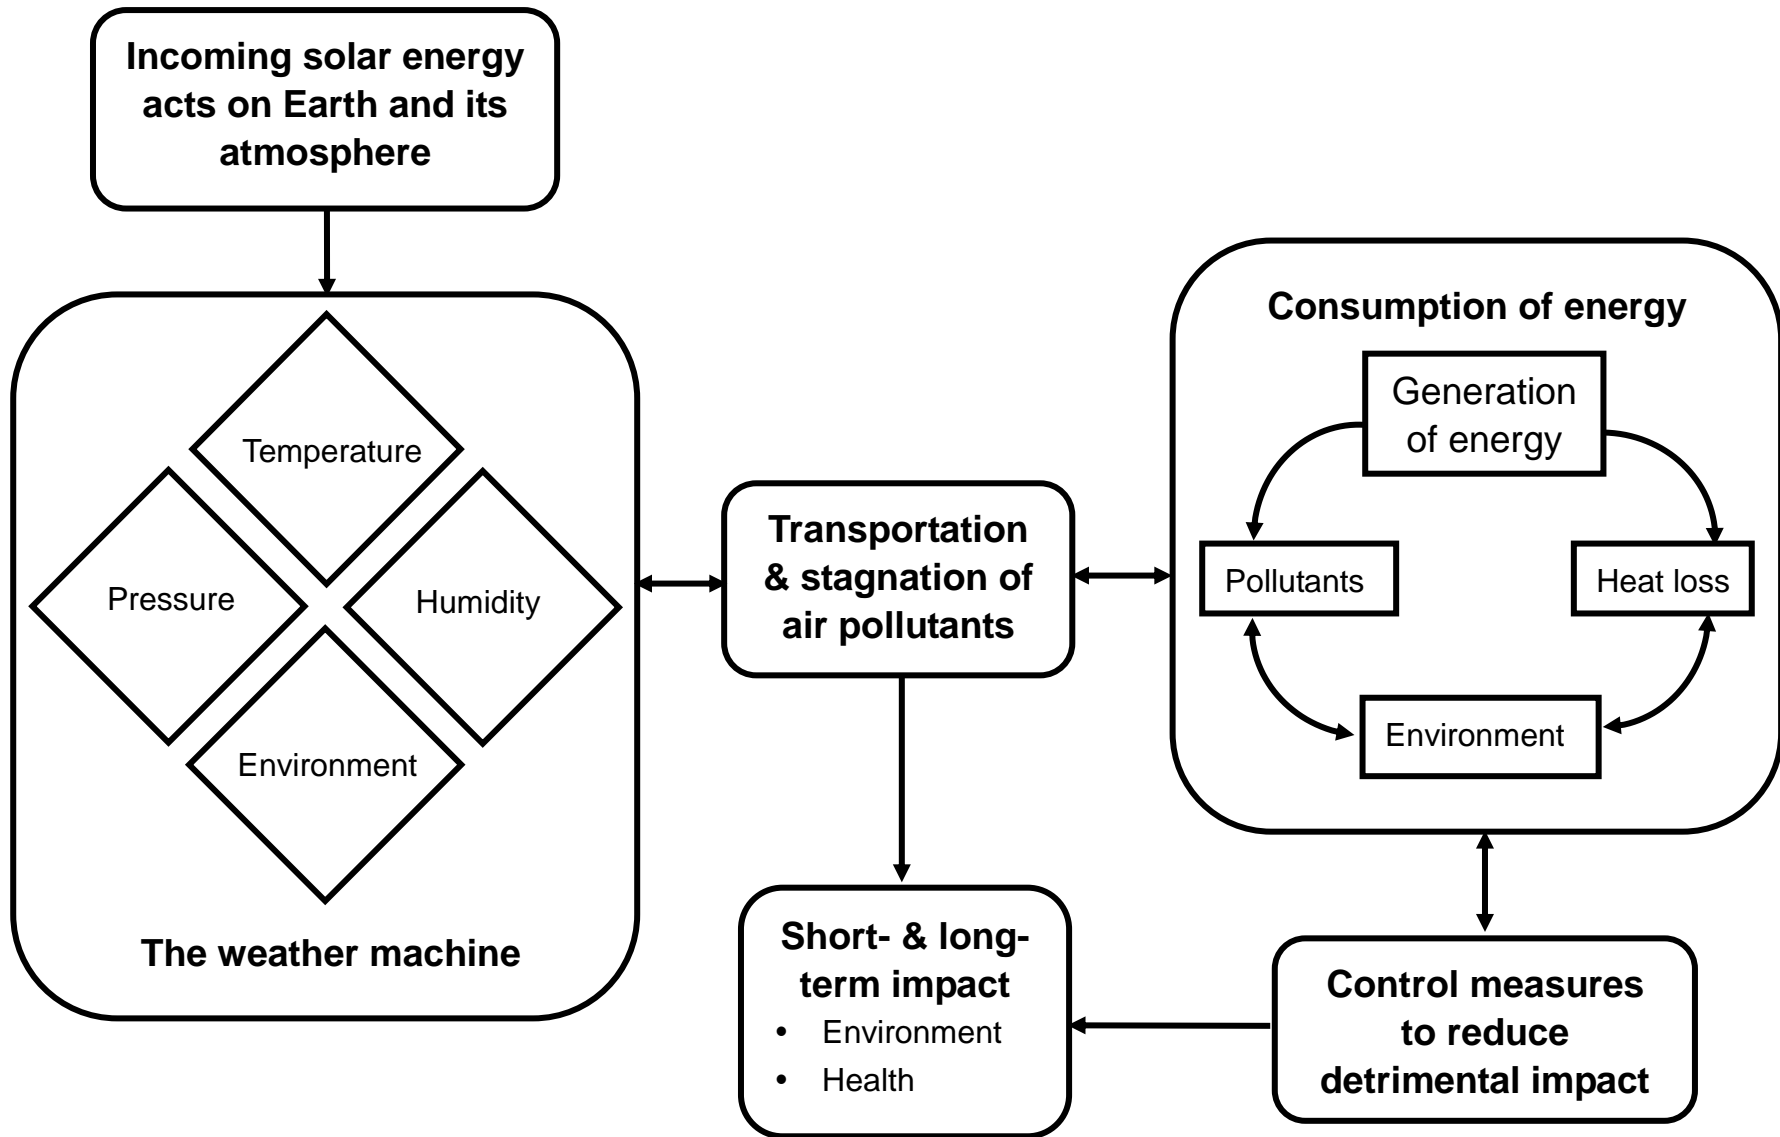 Incoming solar energy
acts on Earth and its
atmosphere
Temperature
Pressure
Humidity
Environment
The weather machine
Transportation
& stagnation of
air pollutants
Consumption of energy
Generation
of energy
Pollutants
Heat loss
Environment
Short- & long-
term impact
• Environment
• Health
Control measures
to reduce
detrimental impact